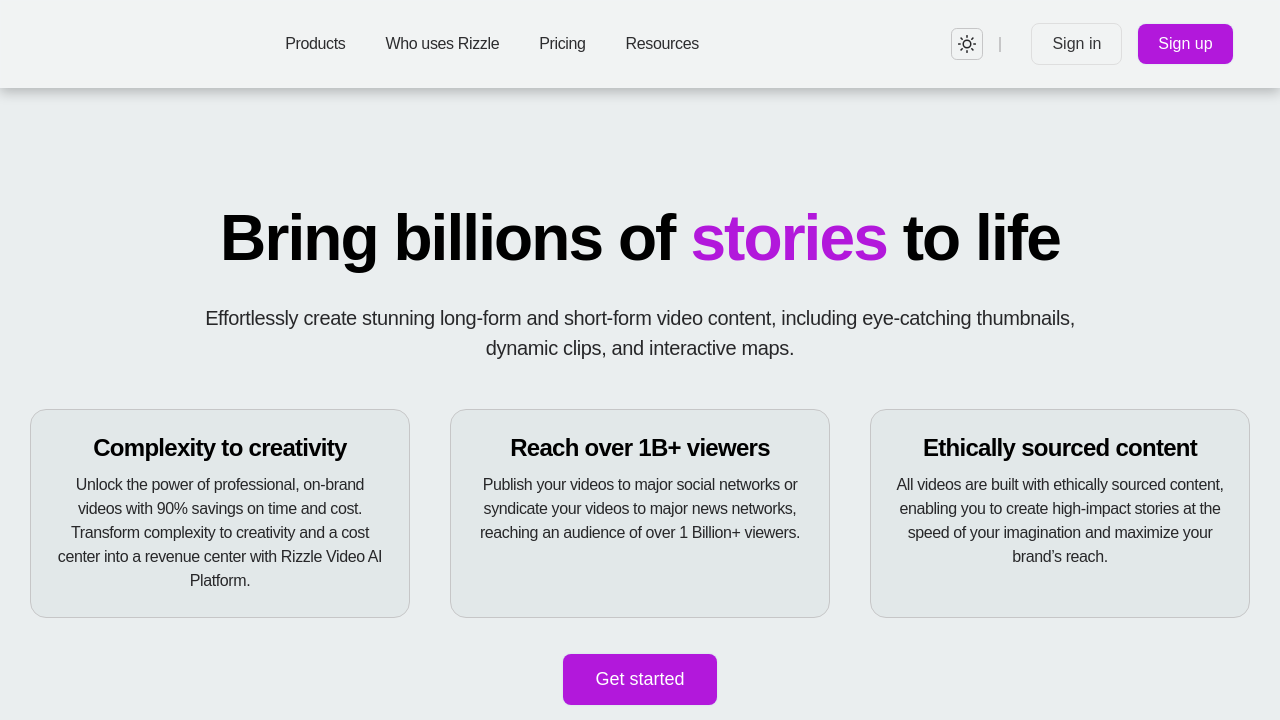 Products
Who uses Rizzle
Pricing
Resources
|
Sign in
Sign up
Bring billions of stories to life
Effortlessly create stunning long-form and short-form video content, including eye-catching thumbnails,
dynamic clips, and interactive maps.
Complexity to creativity
Unlock the power of professional, on-brand
videos with 90% savings on time and cost.
Transform complexity to creativity and a cost
center into a revenue center with Rizzle Video AI
Platform.
Reach over 1B+ viewers
Publish your videos to major social networks or
syndicate your videos to major news networks,
reaching an audience of over 1 Billion+ viewers.
Ethically sourced content
All videos are built with ethically sourced content,
enabling you to create high-impact stories at the
speed of your imagination and maximize your
brand’s reach.
Get started